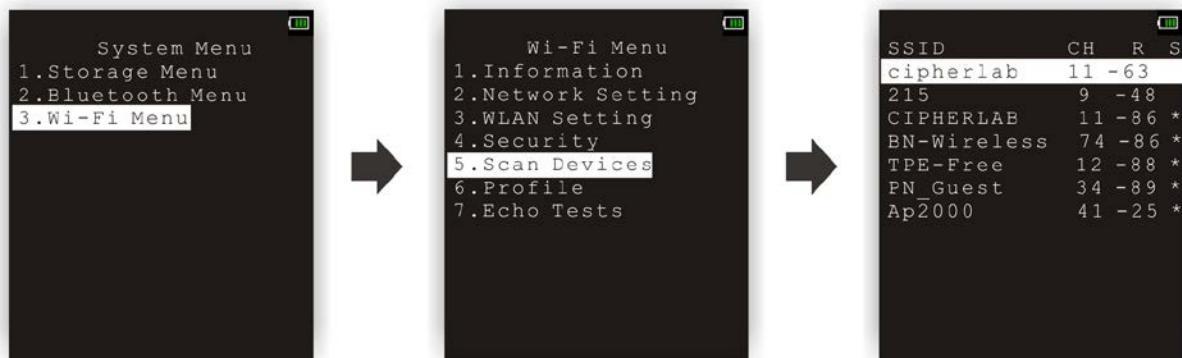 System Menu
1.Storage Menu
2.Bluetooth Menu
3.Wi-Fi Menu
Wi-Fi Menu
1.Information
2.Network Setting
3.WLAN Setting
4.Security
5.Scan Devices
6.Profile
7.Echo Tests
SSID CH R S
cipherlab 11 -63
215 9 -48
CIPHERLAB 11 -86 *
BN-Wireless 74 -86 *
TPE-Free 12 -88 *
PN_Guest 34 -89 *
Ap2000 41 -25 *